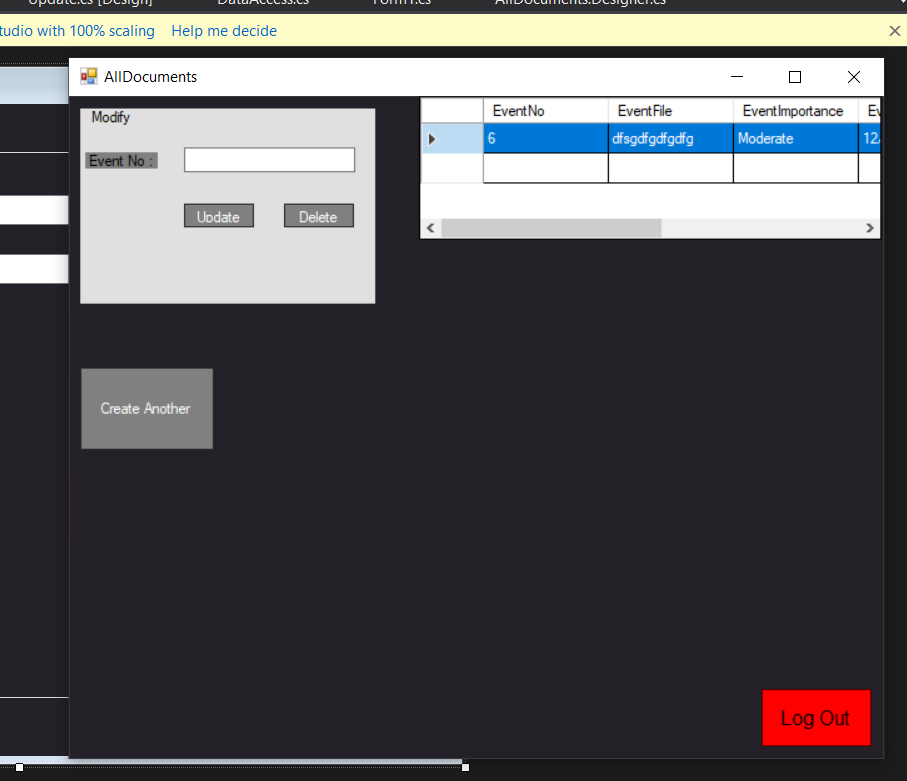 Update.cs [Design] DataAccess.cs Form1.cs AllDocuments.Designer.cs
tudio with 100% scaling Help me decide
AllDocuments
Modify
Event No :
Update Delete
EventNo EventFile EventImportance Ev
6 dfsgdfgdfgdfg Moderate 12
Create Another
Log Out